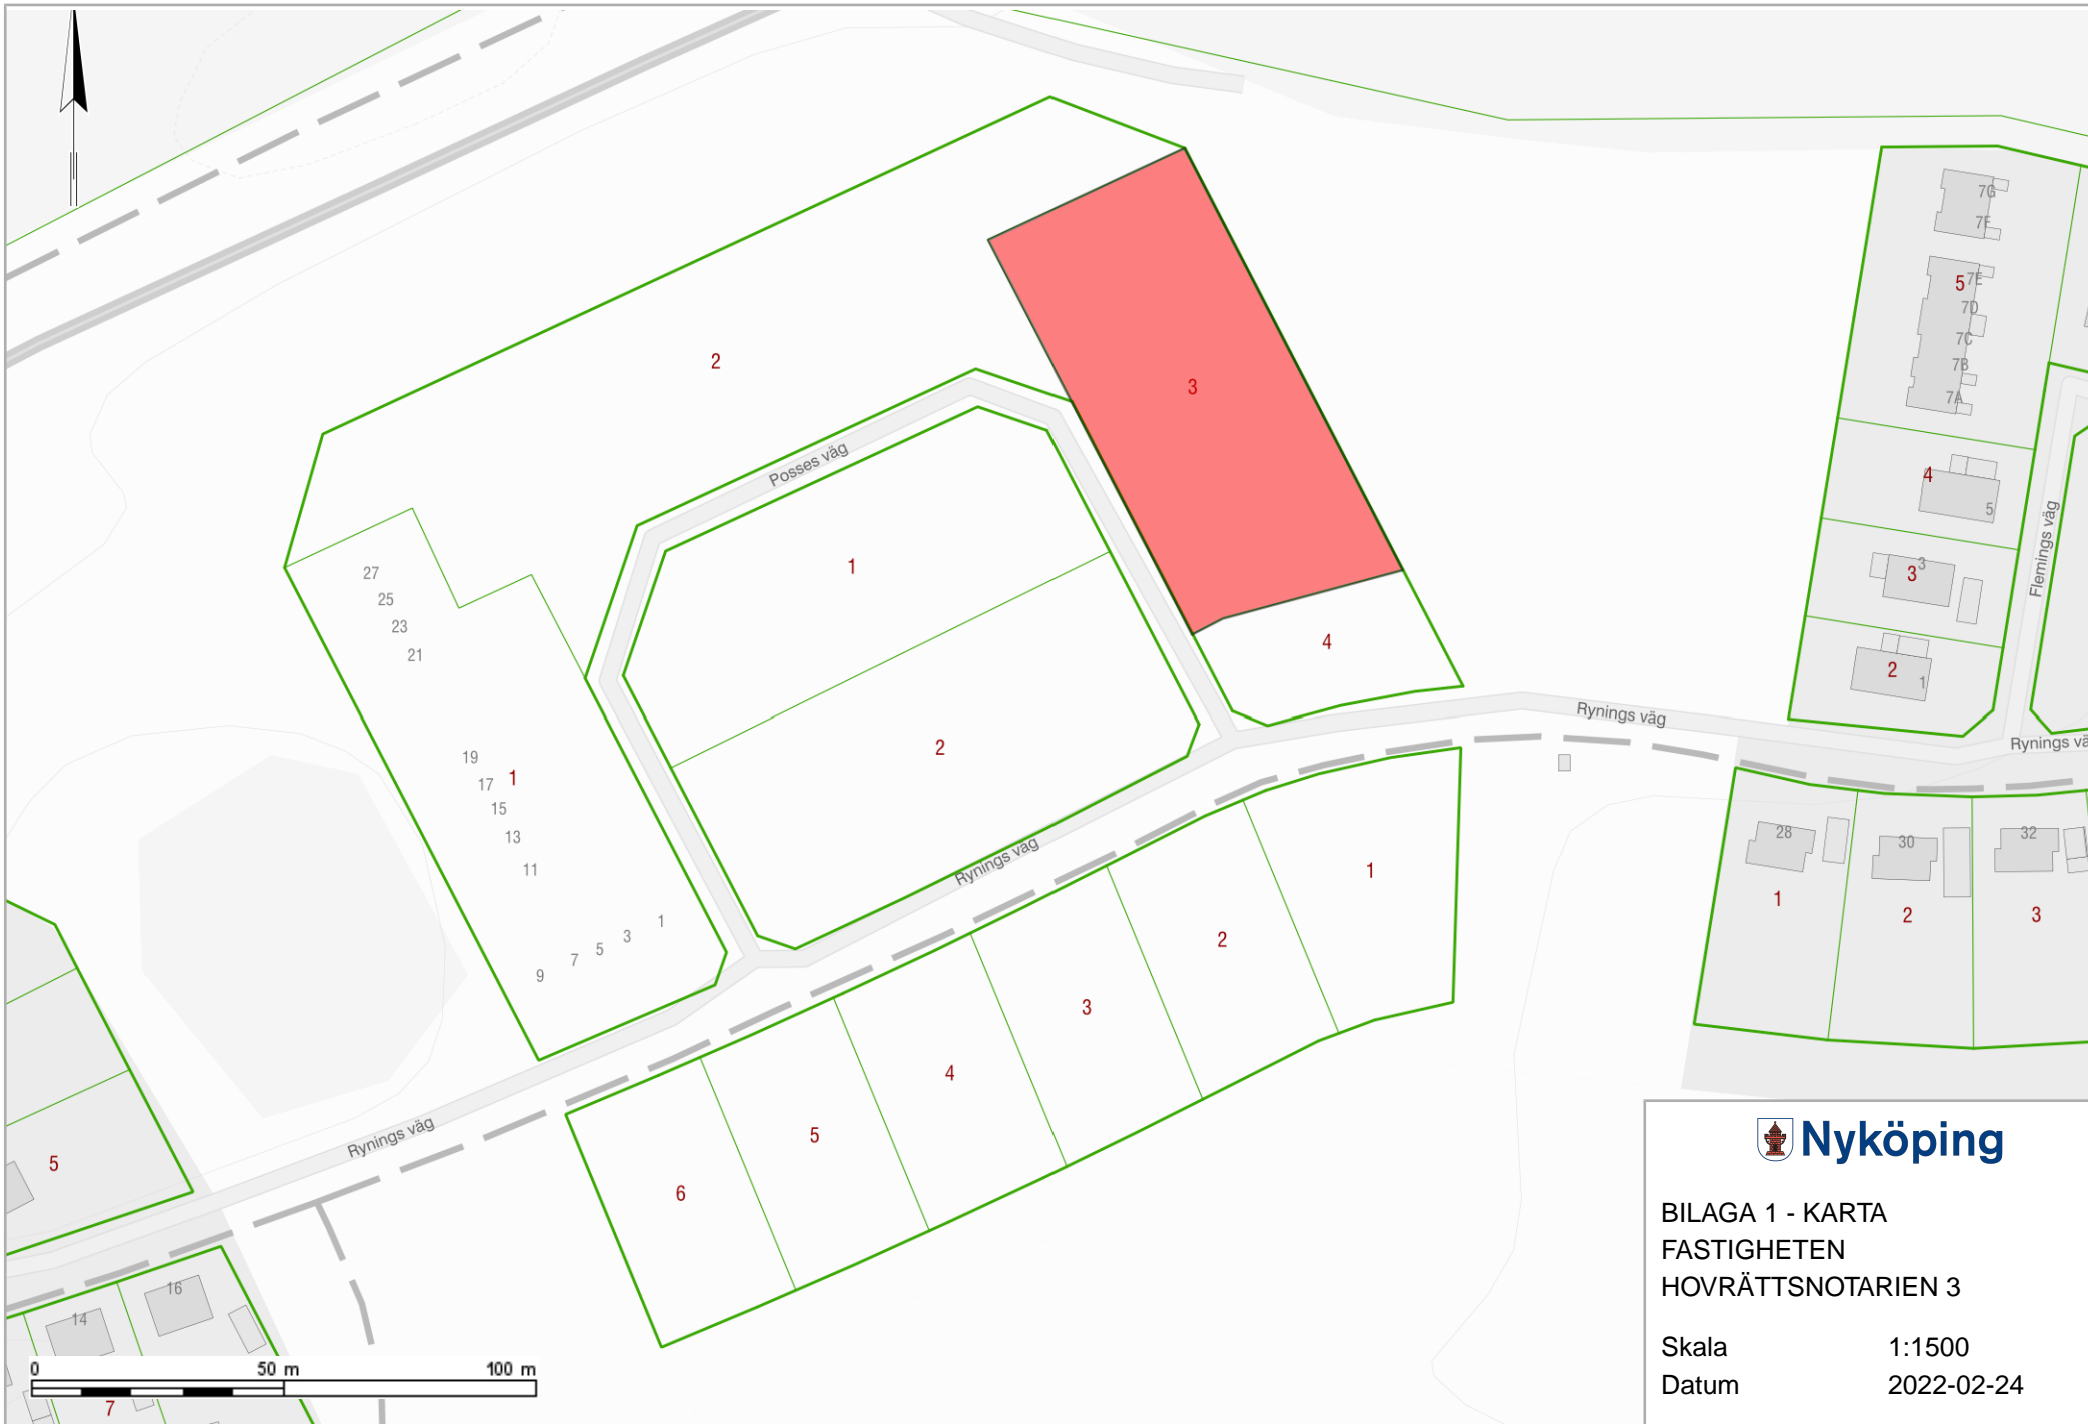 7G
7F
5
7E
7D
7C
7B
7A
2
3
4
5
Posses väg
Flemings väg
3
3
1
27
25
23
21
4
2
1
Rynings väg
Rynings vä
2
19
17
1
15
13
11
Rynings väg
1
28
30
32
1
2
3
1
3
5
7
9
2
3
4
5
6
Rynings väg
5
16
14
7
0 50 m 100 m
Nyköping
BILAGA 1 - KARTA
FASTIGHETEN
HOVRÄTTSNOTARIEN 3
Skala 1:1500
Datum 2022-02-24